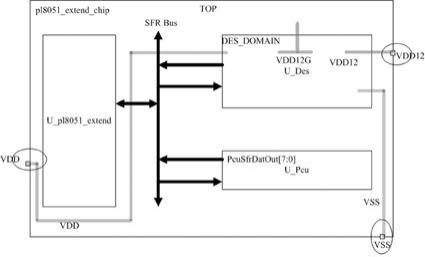 pl8051_extend_chip
TOP
SFR Bus
DES_DOMAIN
VDD12G
VDD12
VDD12
U_Des
U_pl8051_extend
VDD
PcuSfrDatOut[7:0]
U_Pcu
VSS
VDD
VSS